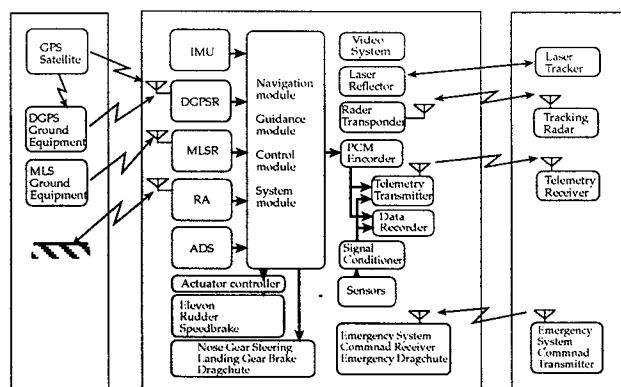 GPS
Satellite
DGPS
Ground
Equipment
MLS
Ground
Equipment
IMU
DGPSR
MLSR
RA
ADS
Navigation
module
Guidance
module
Control
module
System
module
Actuator controller
Elevon
Rudder
Speedbrake
Nose Gear Steering
Landing Gear Brake
Dragchute
Video
System
Laser
Reflector
Rader
Transponder
PCM
Enrorder
Telemetry
Transmitter
Data
Recorder
Signal
Conditioner
Sensors
Emergency System
Commnad Receiver
Emergency Dragchute
Laser
Tracker
Tracking
Radar
Telemetry
Receiver
Emergency
System
Commnad
Transmitter